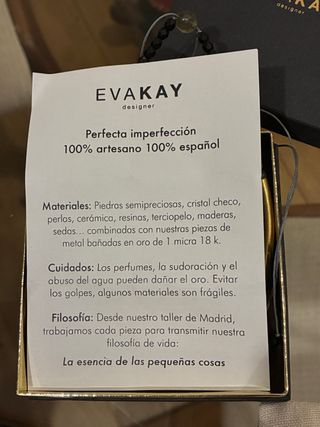 EVAKAY
designer
Perfecta imperfección
100% artesano 100% español
Materiales: Piedras semipreciosas, cristal checo,
perlas, cerámica, resinas, terciopelo, maderas,
sedas... combinadas con nuestras piezas de
metal bañadas en oro de 1 micra 18 k.
Cuidados: Los perfumes, la sudoración y el
abuso del agua pueden dañar el oro. Evitar
los golpes, algunos materiales son frágiles.
Filosofía: Desde nuestro taller de Madrid,
trabajamos cada pieza para transmitir nuestra
filosofía de vida:
La esencia de las pequeñas cosas